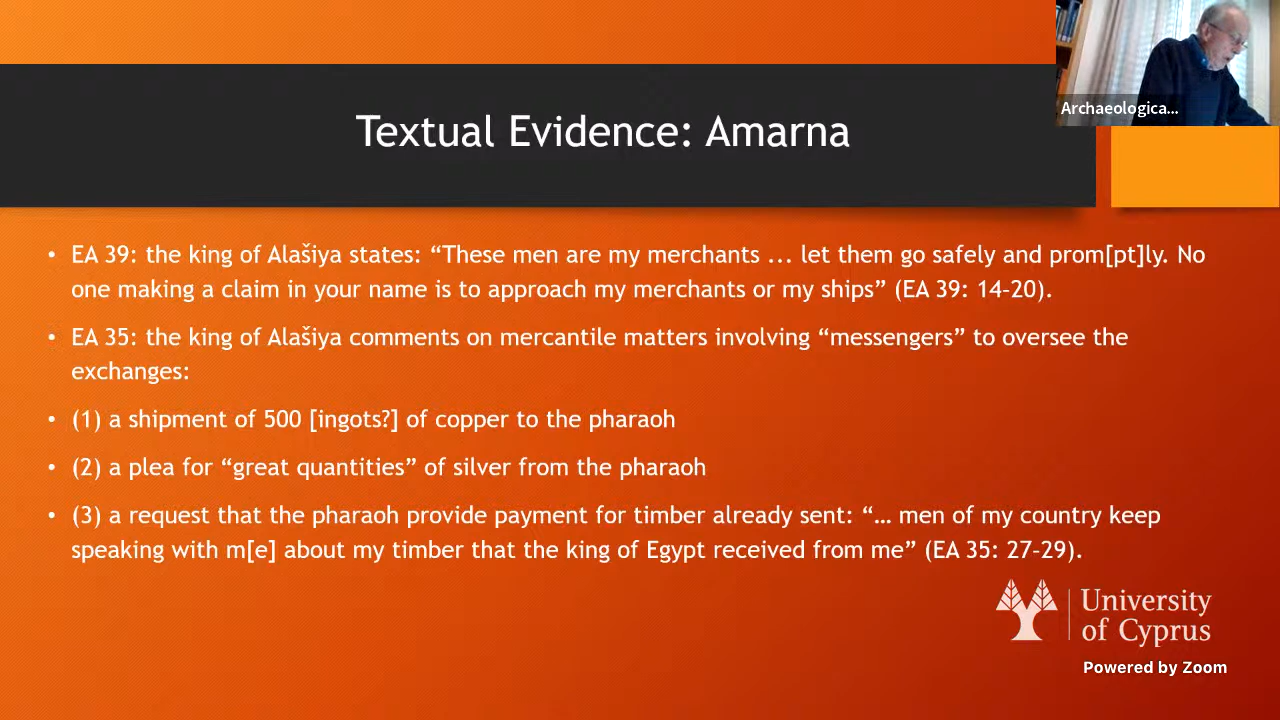 Archaeologica...
Textual Evidence: Amarna
• EA 39: the king of Alašiya states: “These men are my merchants ... let them go safely and prom[pt]ly. No
one making a claim in your name is to approach my merchants or my ships” (EA 39: 14–20).
• EA 35: the king of Alašiya comments on mercantile matters involving “messengers” to oversee the
exchanges:
• (1) a shipment of 500 [ingots?] of copper to the pharaoh
• (2) a plea for “great quantities” of silver from the pharaoh
• (3) a request that the pharaoh provide payment for timber already sent: “… men of my country keep
speaking with m[e] about my timber that the king of Egypt received from me” (EA 35: 27–29).
University
of Cyprus
Powered by Zoom